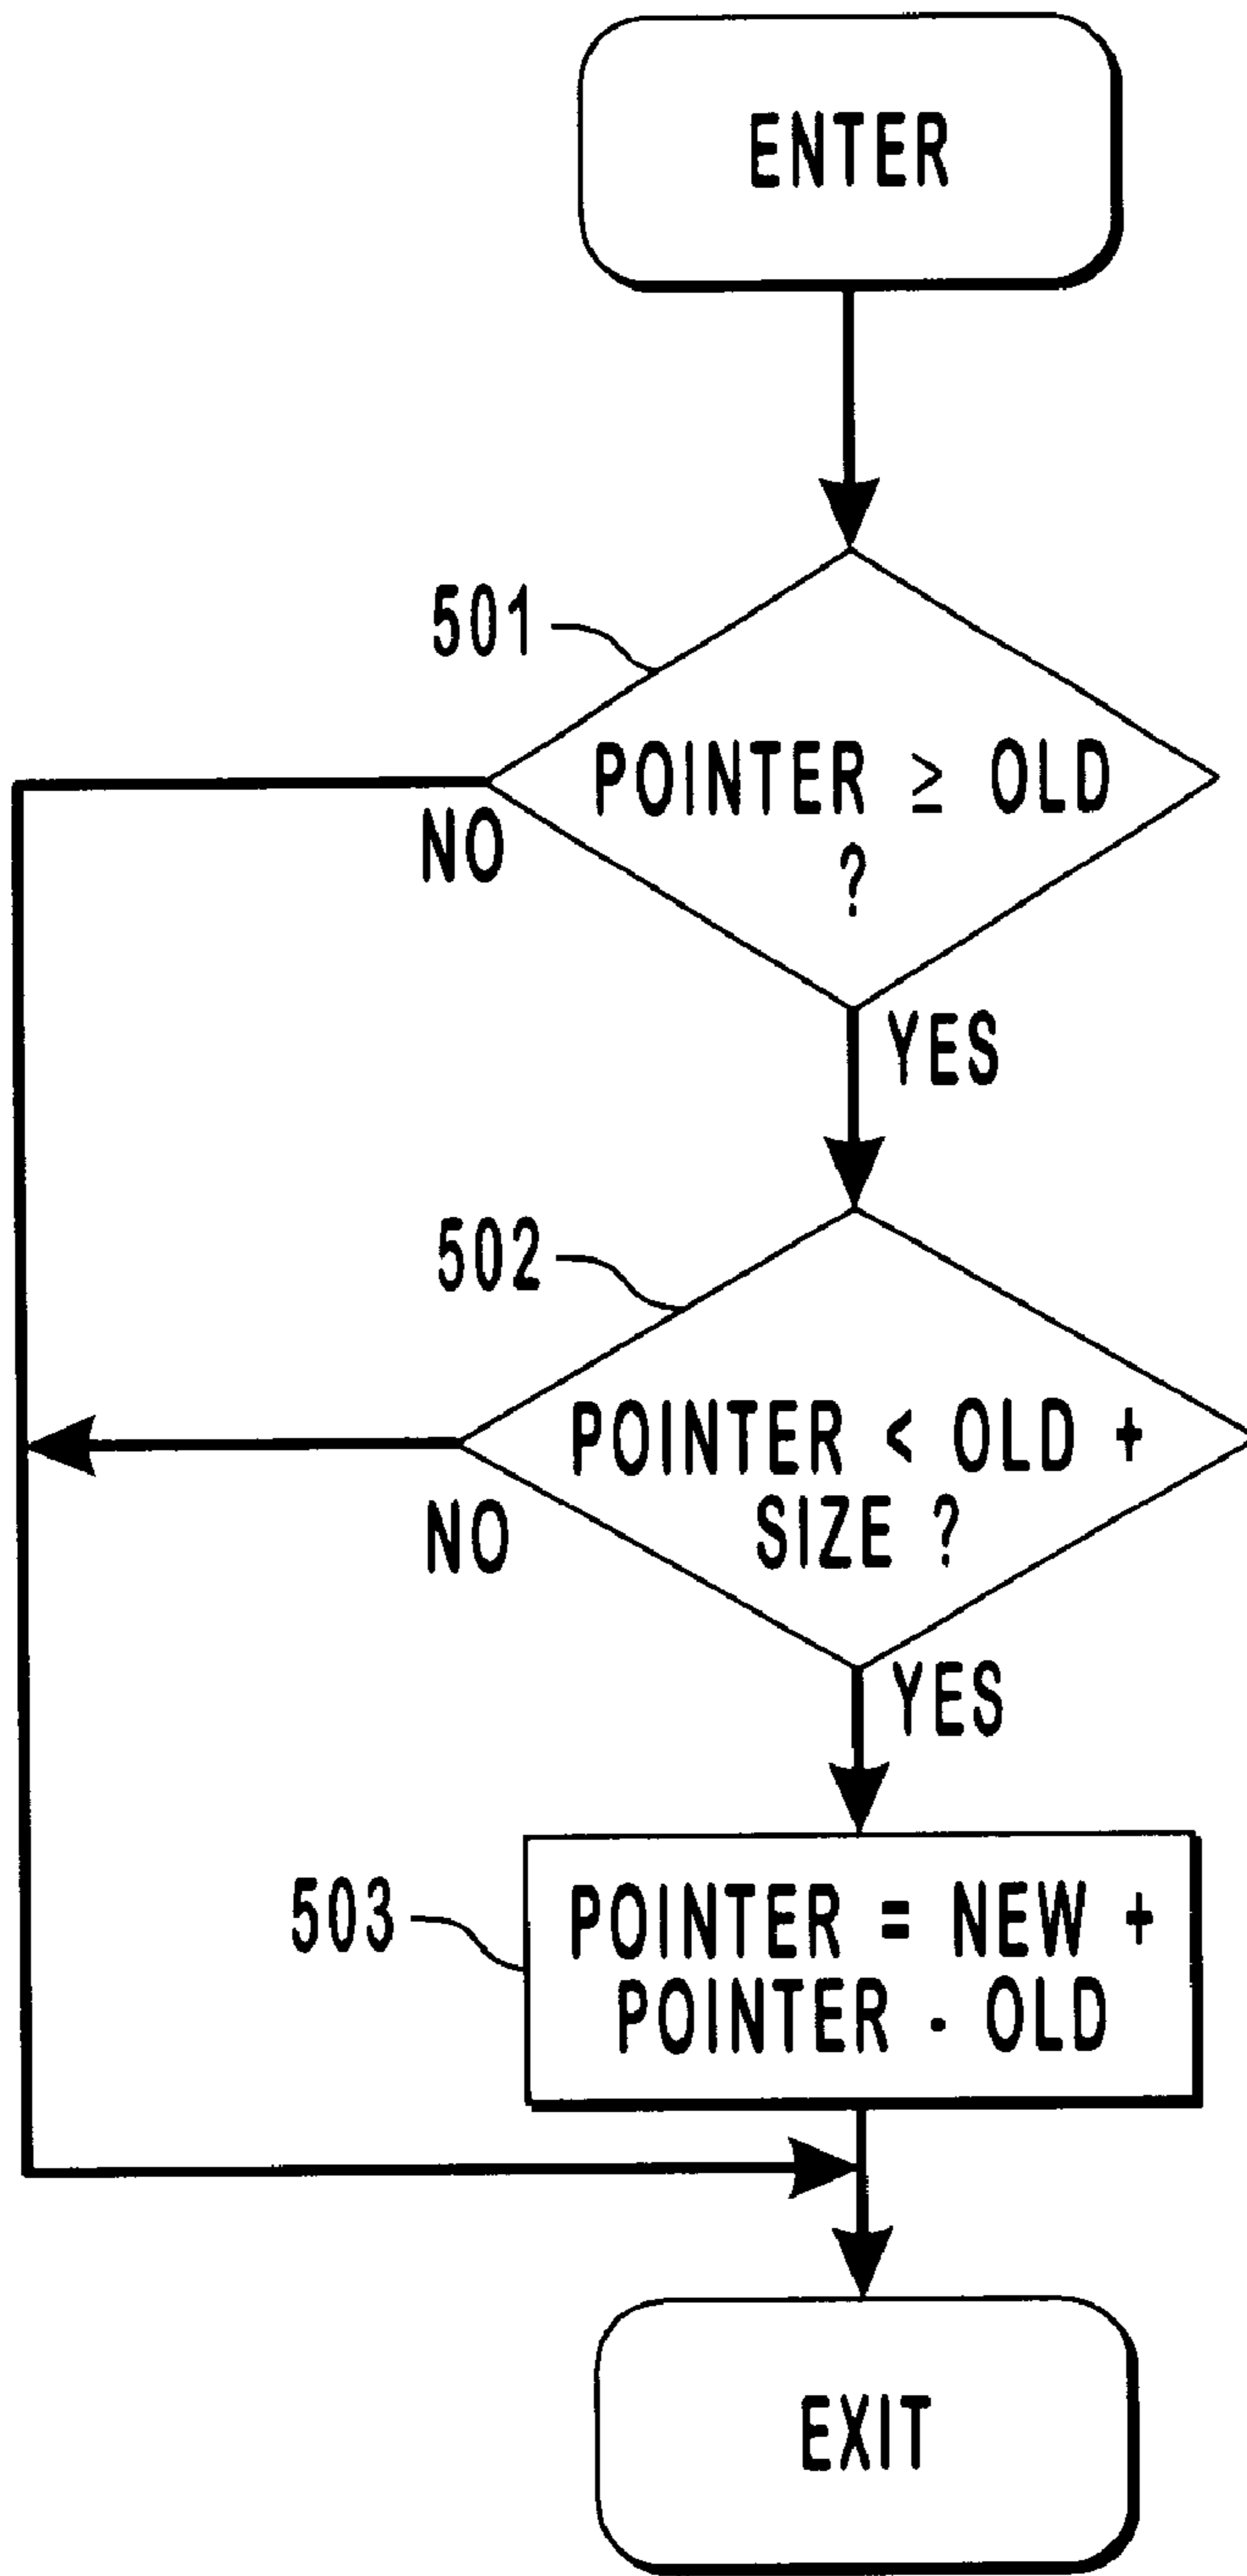 ENTER
501
POINTER ≥ OLD
?
NO
YES
502
POINTER < OLD +
SIZE ?
NO
YES
503
POINTER = NEW +
POINTER - OLD
EXIT